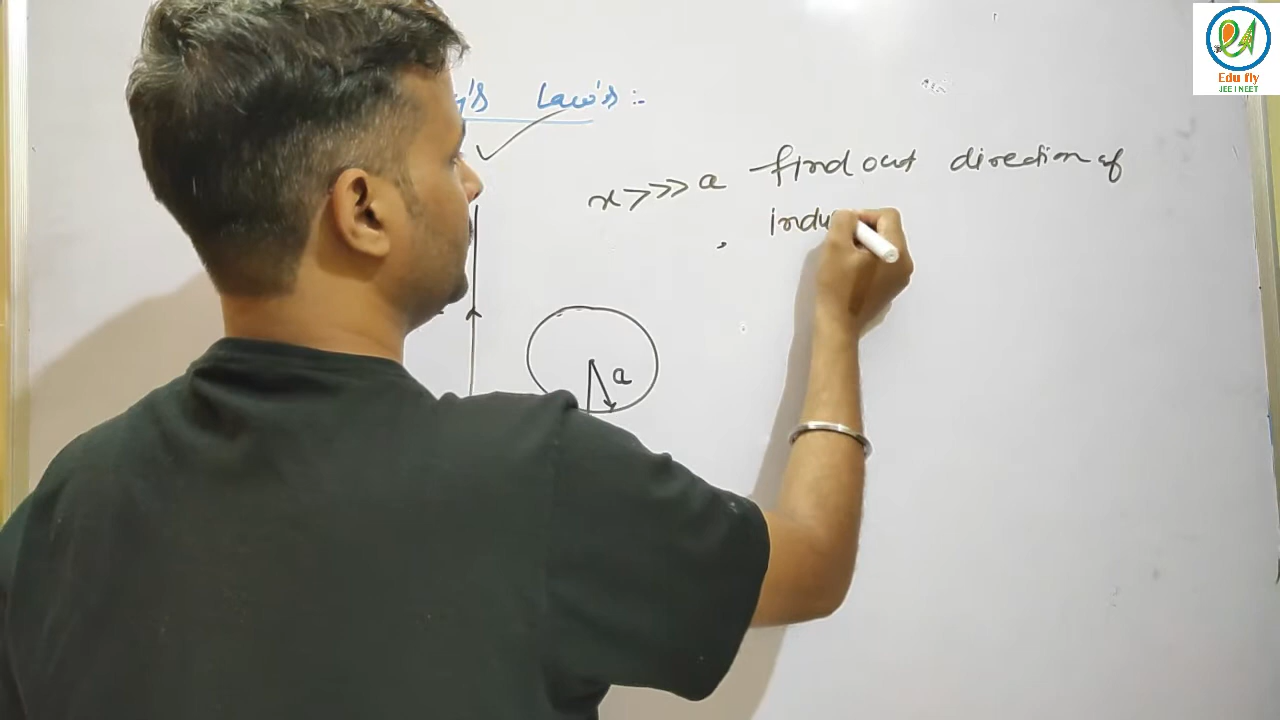 Law's :-
x >>> a find out direction of
indu
a
Edu fly
JEE | NEET